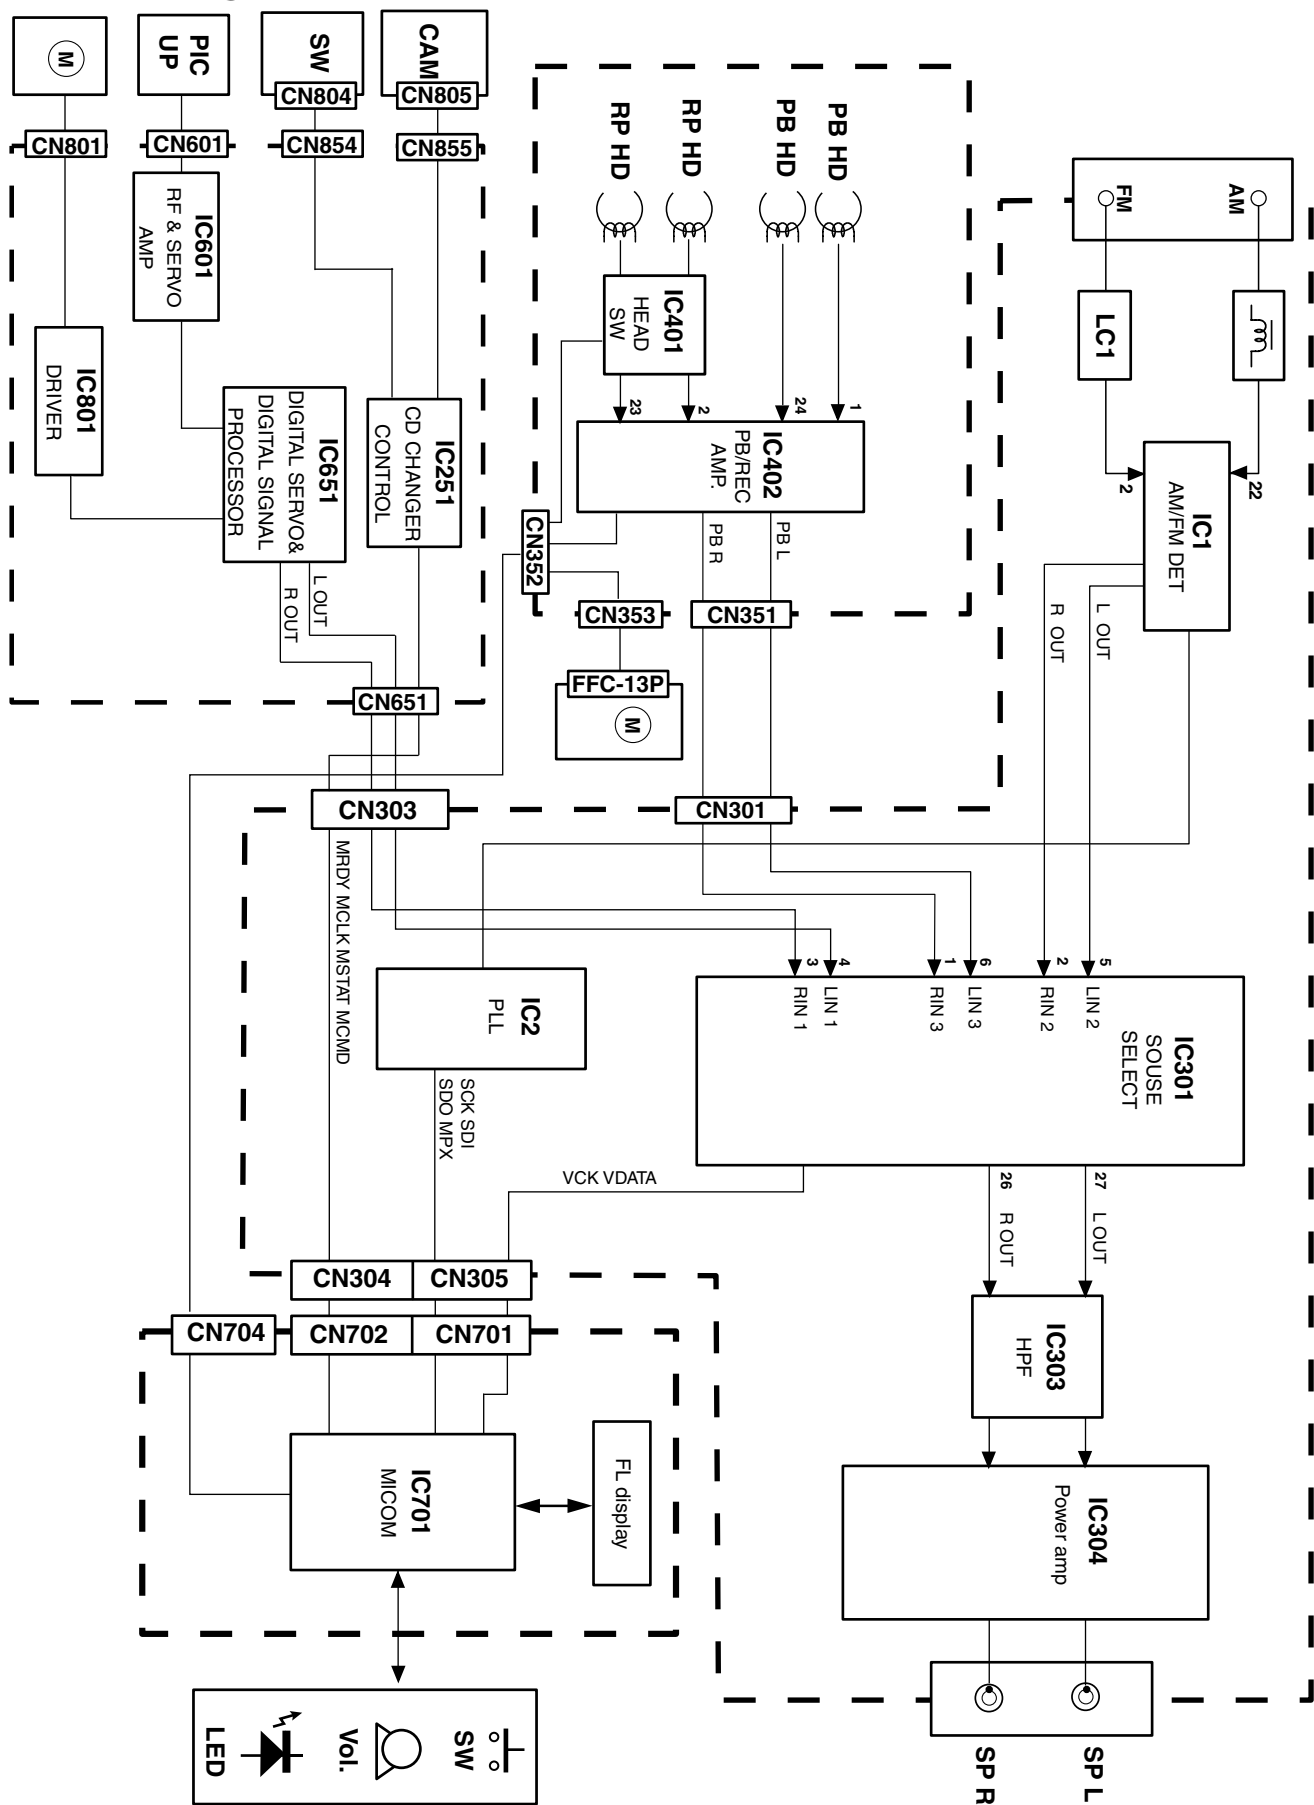 M
PIC
UP
SW
CAM
CN804
CN805
CN801
CN601
CN854
CN855
IC601
RF & SERVO
AMP
IC801
DRIVER
IC651
DIGITAL SERVO&
DIGITAL SIGNAL
PROCESSOR
IC251
CD CHANGER
CONTROL
L OUT
R OUT
CN651
RP HD
RP HD
PB HD
PB HD
IC401
HEAD
SW
23
2
24
1
IC402
PB/REC
AMP.
PB R
PB L
CN352
CN353
CN351
FFC-13P
M
FM
AM
LC1
2
22
IC1
AM/FM DET
R OUT
L OUT
CN303
CN301
MRDY MCLK MSTAT MCMD
IC2
PLL
SCK SDI
SDO MPX
3
4
1
6
2
5
RIN 1
LIN 1
RIN 3
LIN 3
RIN 2
LIN 2
IC301
SOUSE
SELECT
VCK VDATA
26
27
R OUT
L OUT
CN304
CN305
CN704
CN702
CN701
IC303
HPF
IC701
MICOM
FL display
IC304
Power amp
LED
Vol.
SW
SP R
SP L